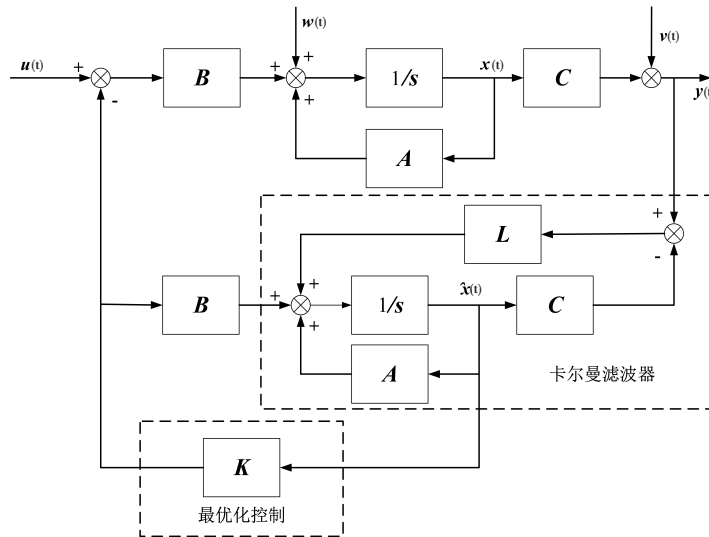 w(t)
v(t)
u(t)
+
-
B
+
+
+
1/s
x(t)
C
y(t)
A
L
+
-
B
+
+
+
1/s
x̂(t)
C
A
卡尔曼滤波器
K
最优化控制